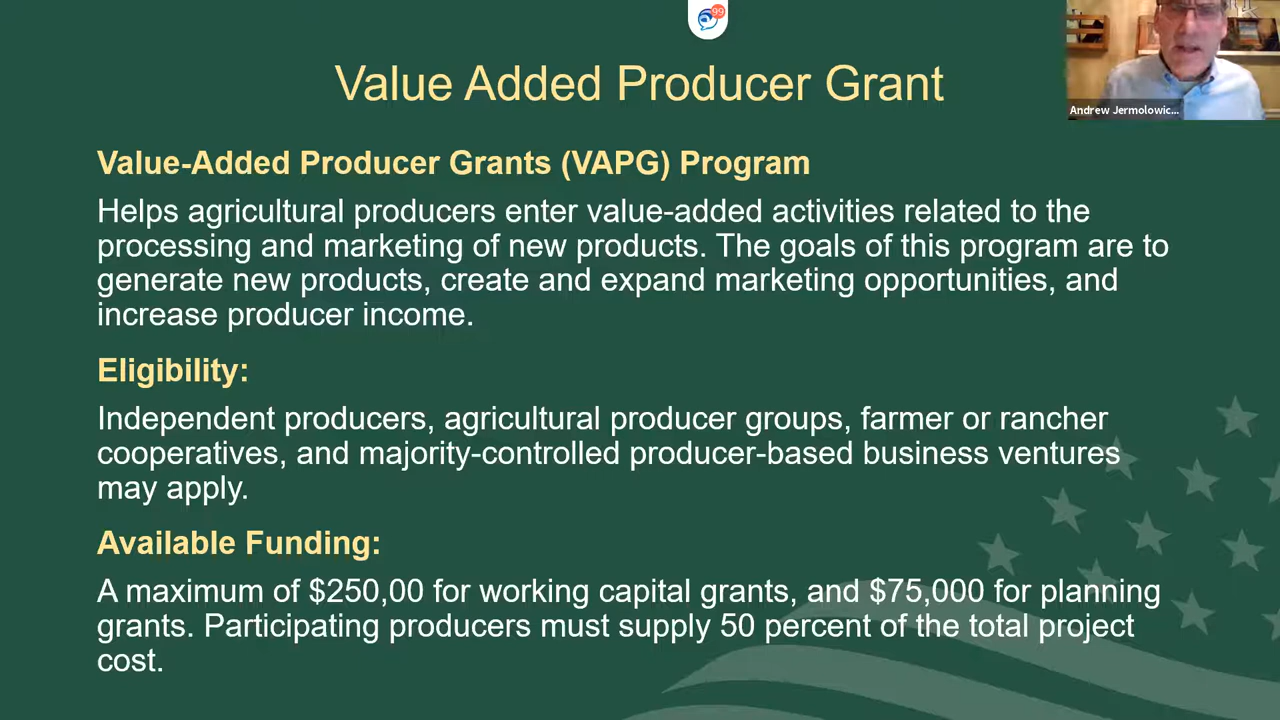 99
Value Added Producer Grant
Andrew Jermolowic...
Value-Added Producer Grants (VAPG) Program
Helps agricultural producers enter value-added activities related to the
processing and marketing of new products. The goals of this program are to
generate new products, create and expand marketing opportunities, and
increase producer income.
Eligibility:
Independent producers, agricultural producer groups, farmer or rancher
cooperatives, and majority-controlled producer-based business ventures
may apply.
Available Funding:
A maximum of $250,00 for working capital grants, and $75,000 for planning
grants. Participating producers must supply 50 percent of the total project
cost.